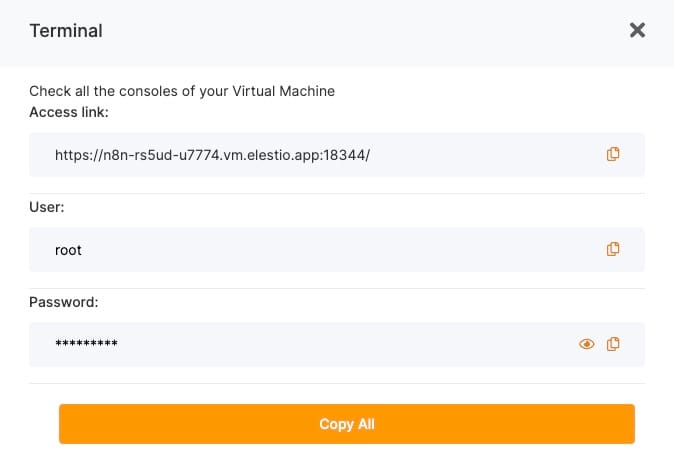 Terminal
Check all the consoles of your Virtual Machine
Access link:
https://n8n-rs5ud-u7774.vm.elestio.app:18344/
User:
root
Password:
*********
Copy All